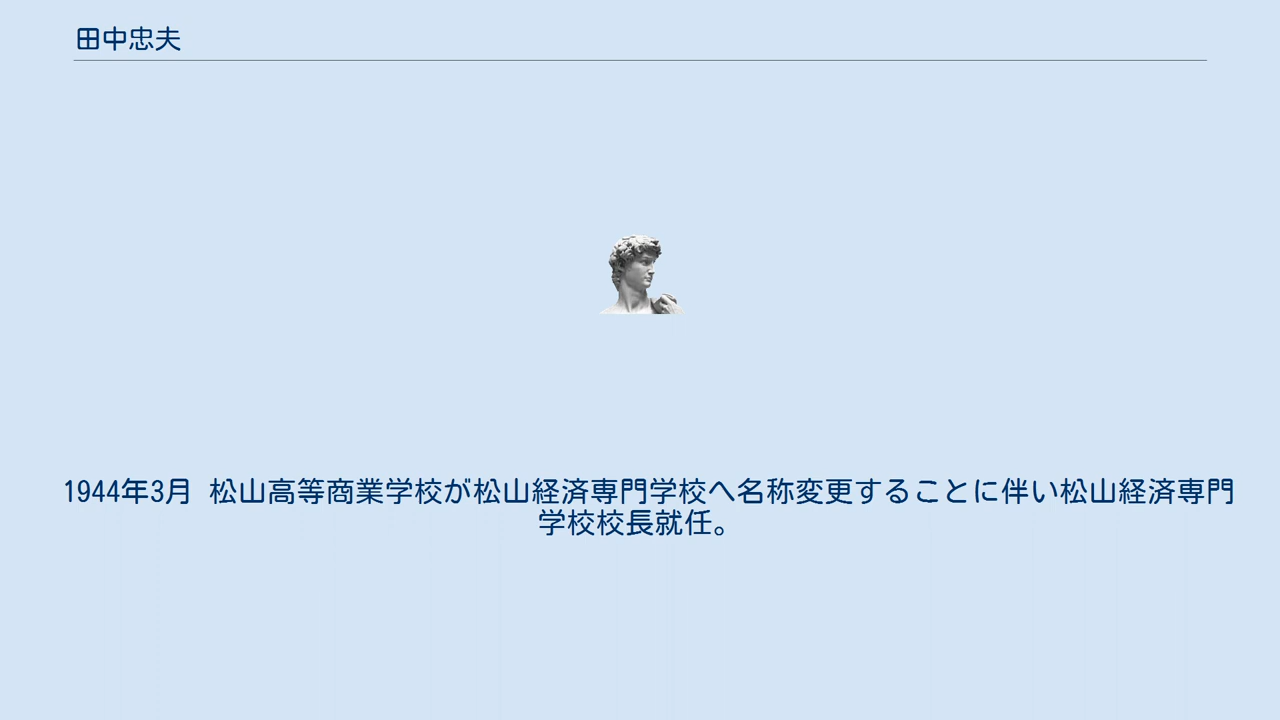 田中忠夫
1944年3月 松山高等商業学校が松山経済専門学校へ名称変更することに伴い松山経済専門
学校校長就任。